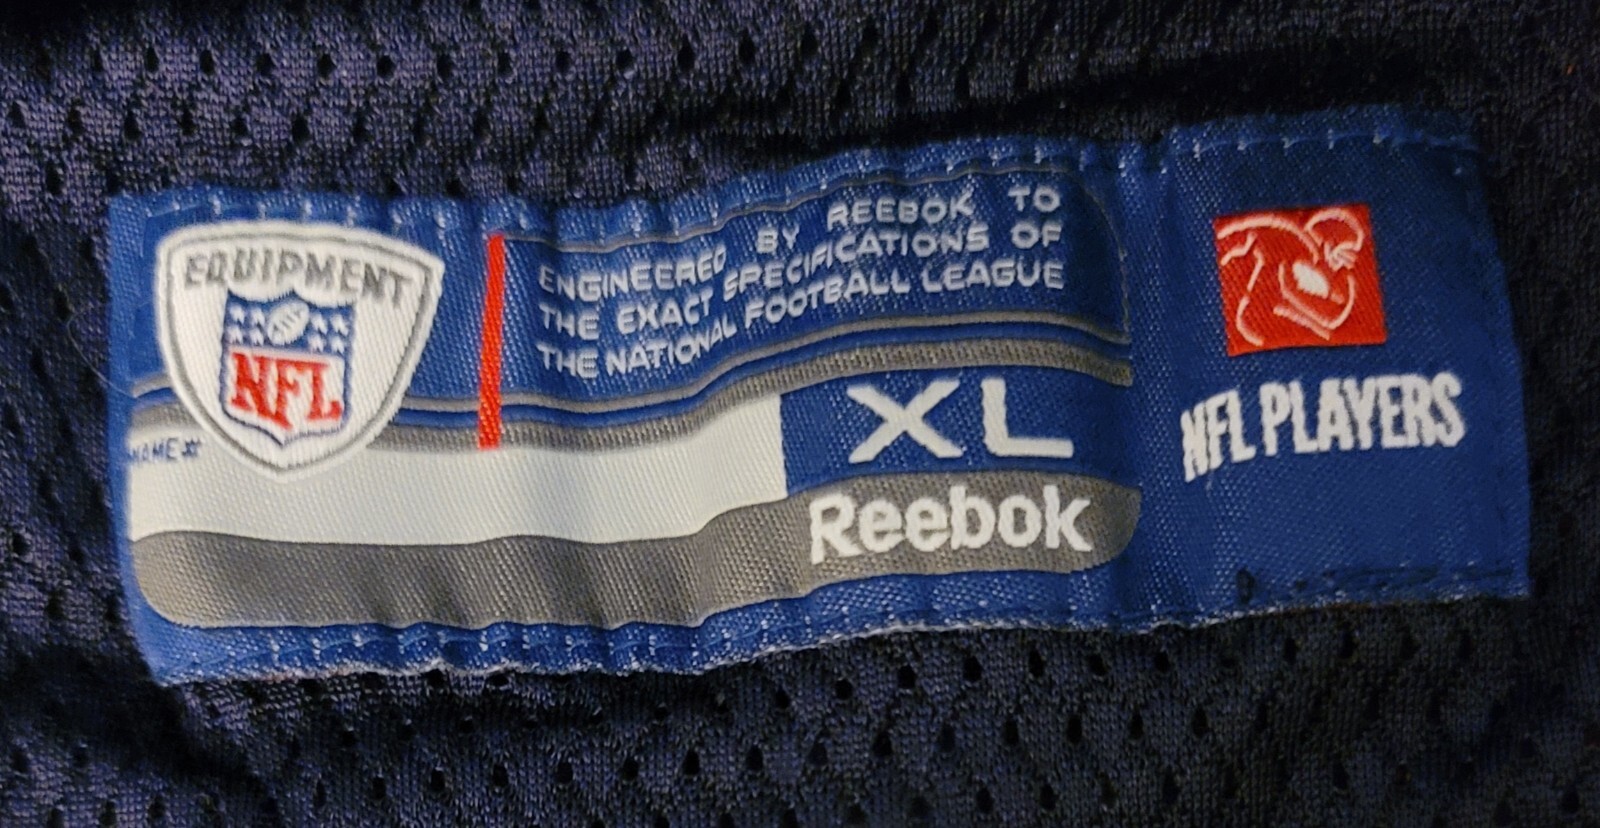 EQUIPMENT
NFL
NAME#
ENGINEERED BY REEBOK TO
THE EXACT SPECIFICATIONS OF
THE NATIONAL FOOTBALL LEAGUE
XL
Reebok
NFL PLAYERS